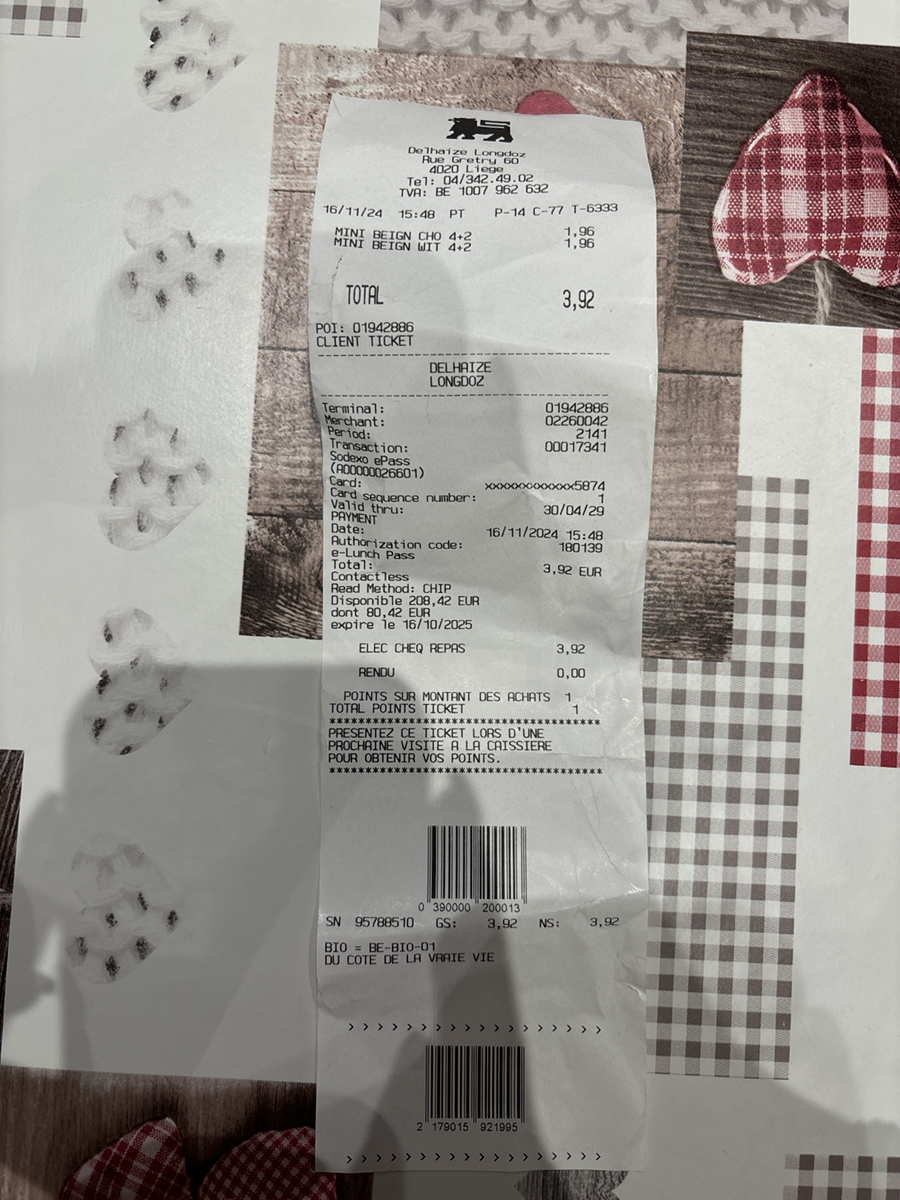 Delhaize Longdoz
Rue Gretry 60
4020 Liege
Tel: 04/342.49.02
TVA: BE 1007 962 632
16/11/24 15:48 PT P-14 C-77 T-6333
MINI BEIGN CHO 4+2 1,96
MINI BEIGN WIT 4+2 1,96
TOTAL 3,92
POI: 01942886
CLIENT TICKET
DELHAIZE
LONGDOZ
Terminal: 01942886
Merchant: 02260042
Period: 2141
Transaction: 00017341
Sodexo ePass
(A0000026601)
Card: xxxxxxxxxxxxx5874
Card sequence number: 1
Valid thru: 30/04/29
PAYMENT
Date: 16/11/2024 15:48
Authorization code: 180139
e-Lunch Pass
Total: 3,92 EUR
Contactless
Read Method: CHIP
Disponible 208,42 EUR
dont 80,42 EUR
expire le 16/10/2025
ELEC CHEQ REPAS 3,92
RENDU 0,00
POINTS SUR MONTANT DES ACHATS 1
TOTAL POINTS TICKET 1
************************************
PRESENTEZ CE TICKET LORS D'UNE
PROCHAINE VISITE A LA CAISSIERE
POUR OBTENIR VOS POINTS.
************************************
0 390000 200013
SN 95788510 GS: 3,92 NS: 3,92
BIO = BE-BIO-01
DU COTE DE LA VRAIE VIE
> > > > > > > > > > > > > > > > > >
2 179015 921995
> > > > > > > > > > > > > > > > > >